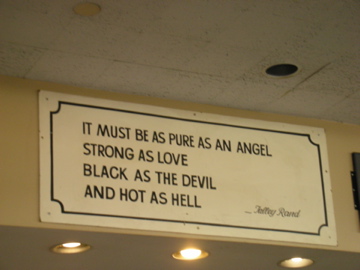 IT MUST BE AS PURE AS AN ANGEL
STRONG AS LOVE
BLACK AS THE DEVIL
AND HOT AS HELL